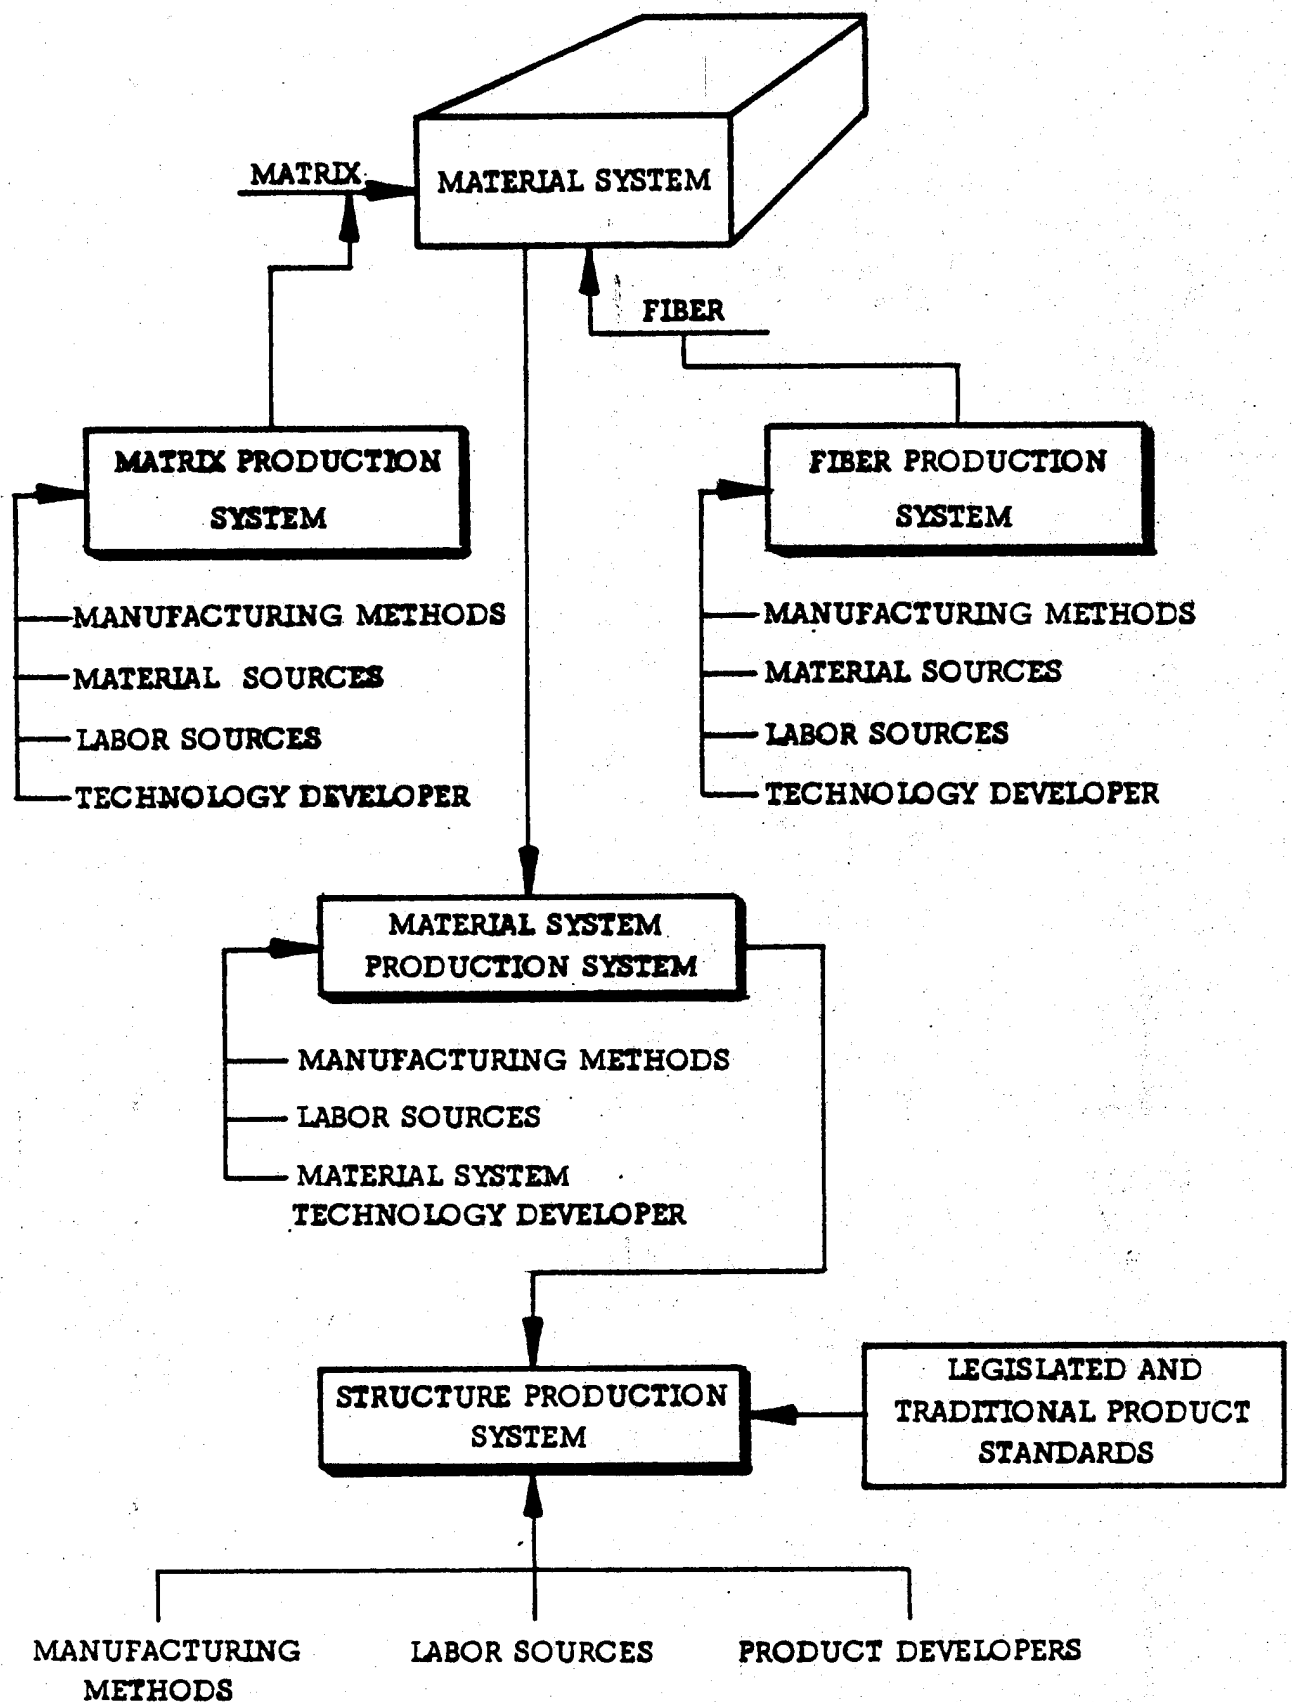 MATRIX
MATERIAL SYSTEM
FIBER
MATRIX PRODUCTION
SYSTEM
MANUFACTURING METHODS
MATERIAL SOURCES
LABOR SOURCES
TECHNOLOGY DEVELOPER
FIBER PRODUCTION
SYSTEM
MANUFACTURING METHODS
MATERIAL SOURCES
LABOR SOURCES
TECHNOLOGY DEVELOPER
MATERIAL SYSTEM
PRODUCTION SYSTEM
MANUFACTURING METHODS
LABOR SOURCES
MATERIAL SYSTEM
TECHNOLOGY DEVELOPER
STRUCTURE PRODUCTION
SYSTEM
LEGISLATED AND
TRADITIONAL PRODUCT
STANDARDS
MANUFACTURING
METHODS
LABOR SOURCES
PRODUCT DEVELOPERS